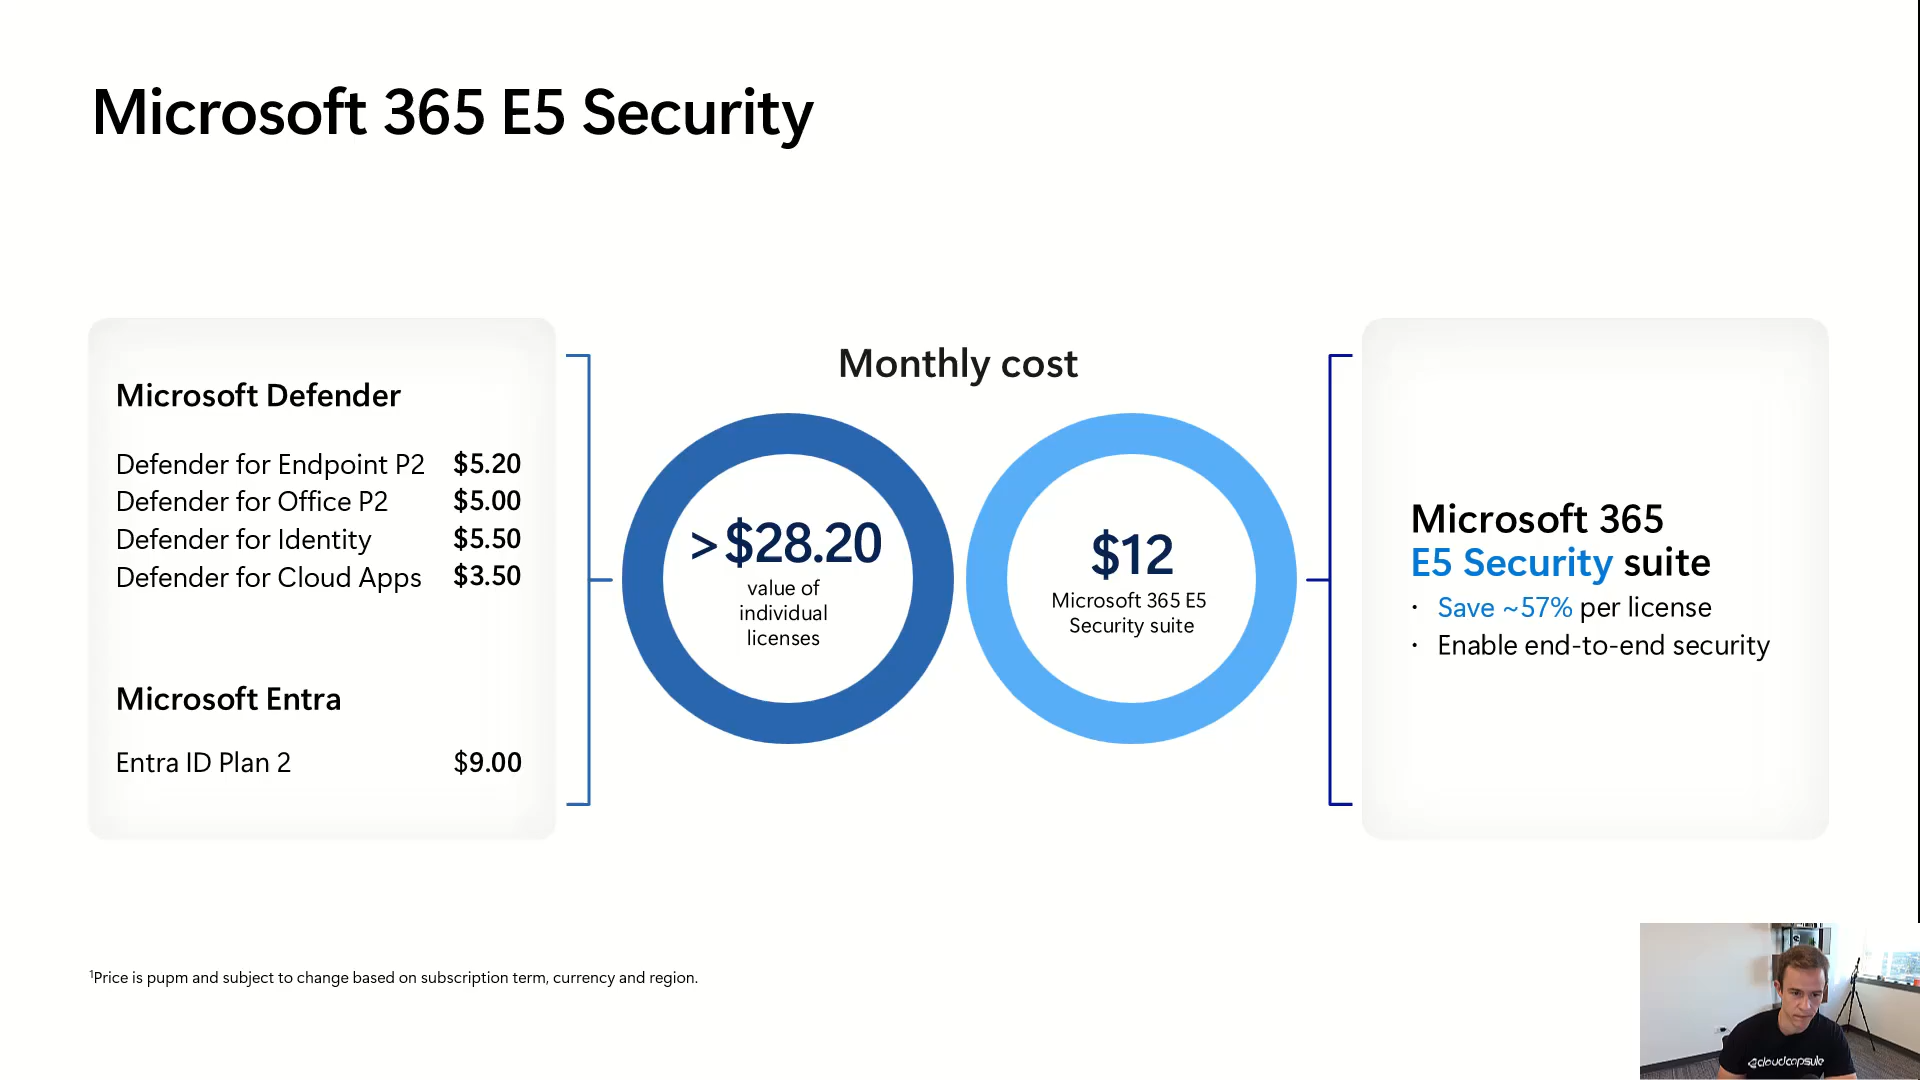 Microsoft 365 E5 Security
Microsoft Defender
Defender for Endpoint P2 $5.20
Defender for Office P2 $5.00
Defender for Identity $5.50
Defender for Cloud Apps $3.50
Microsoft Entra
Entra ID Plan 2 $9.00
Monthly cost
>$28.20
value of
individual
licenses
$12
Microsoft 365 E5
Security suite
Microsoft 365
E5 Security suite
• Save ~57% per license
• Enable end-to-end security
¹Price is pupm and subject to change based on subscription term, currency and region.
cloudcapsule